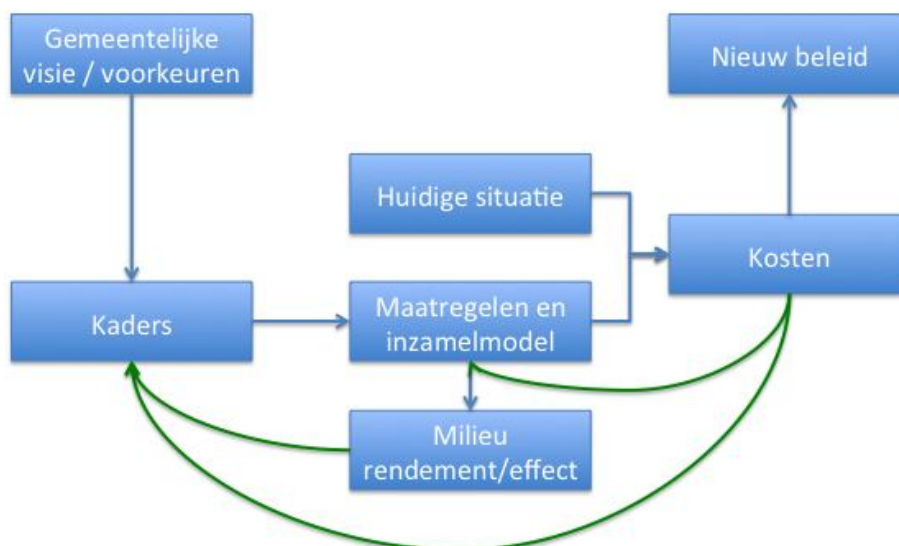 Gemeentelijke
visie / voorkeuren
Nieuw beleid
Huidige situatie
Kosten
Kaders
Maatregelen en
inzamelmodel
Milieu
rendement/effect